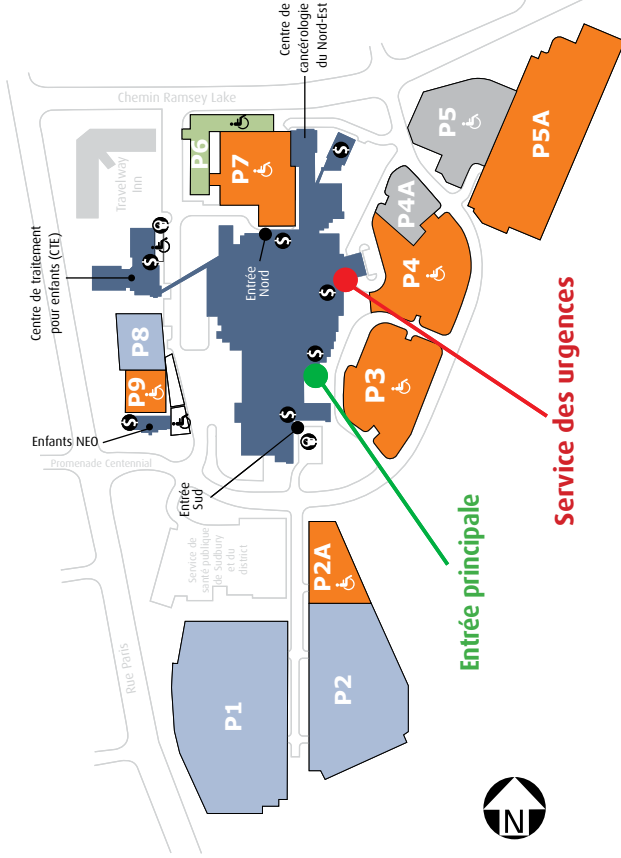 Centre de
cancérologie
du Nord-Est
Chemin Ramsey Lake
Travelway
Inn
Centre de traitement
pour enfants (CTE)
P6
P7
P5
P5A
P4A
P4
P3
Entrée
Nord
P8
P9
Enfants NEO
Promenade Centennial
Entrée
Sud
Service de
santé publique
de Sudbury
et du
district
Rue Paris
P1
P2
P2A
Entrée principale
Service des urgences
$
$
$
$
$
$
$
N